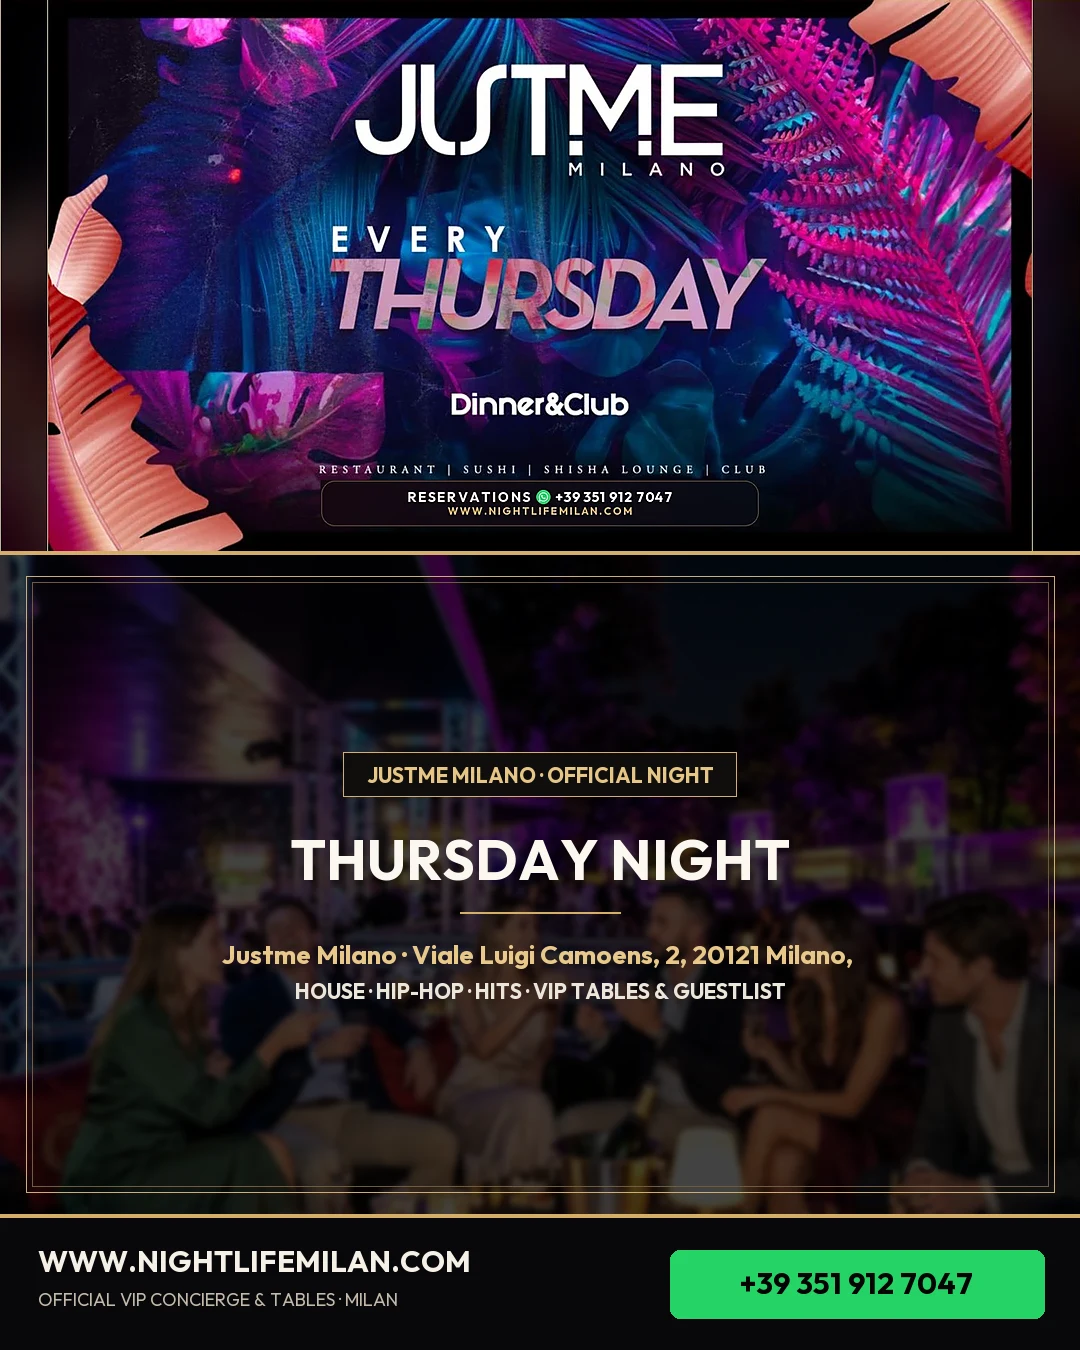 JUSTME
MILANO
EVERY
THURSDAY
Dinner&Club
RESTAURANT | SUSHI | SHISHA LOUNGE | CLUB
RESERVATIONS +39 351 912 7047
WWW.NIGHTLIFEMILAN.COM
JUSTME MILANO · OFFICIAL NIGHT
THURSDAY NIGHT
Justme Milano · Viale Luigi Camoens, 2, 20121 Milano,
HOUSE · HIP-HOP · HITS · VIP TABLES & GUESTLIST
WWW.NIGHTLIFEMILAN.COM
OFFICIAL VIP CONCIERGE & TABLES · MILAN
+39 351 912 7047